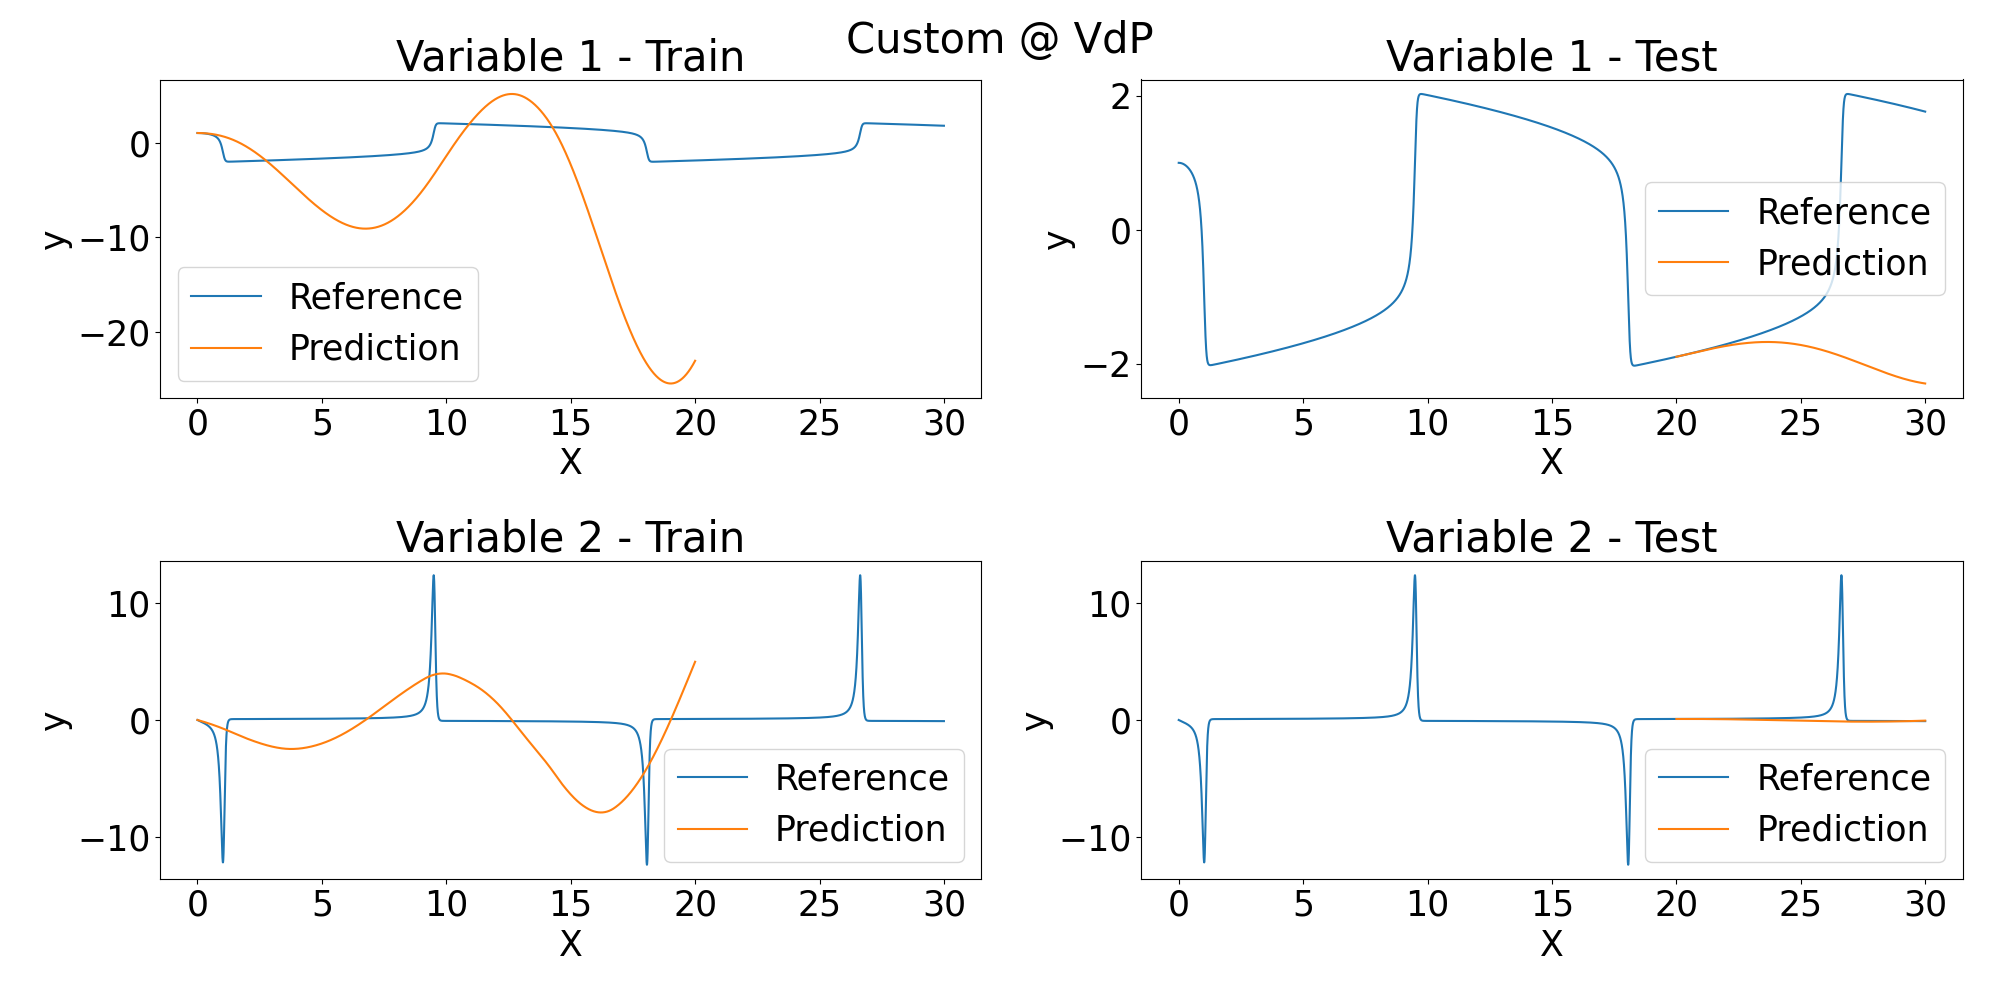 Custom @ VdP
Variable 1 - Train
y
0
−10
−20
Reference
Prediction
0 5 10 15 20 25 30
X
Variable 1 - Test
y
2
0
−2
Reference
Prediction
0 5 10 15 20 25 30
X
Variable 2 - Train
y
10
0
−10
Reference
Prediction
0 5 10 15 20 25 30
X
Variable 2 - Test
y
10
0
−10
Reference
Prediction
0 5 10 15 20 25 30
X